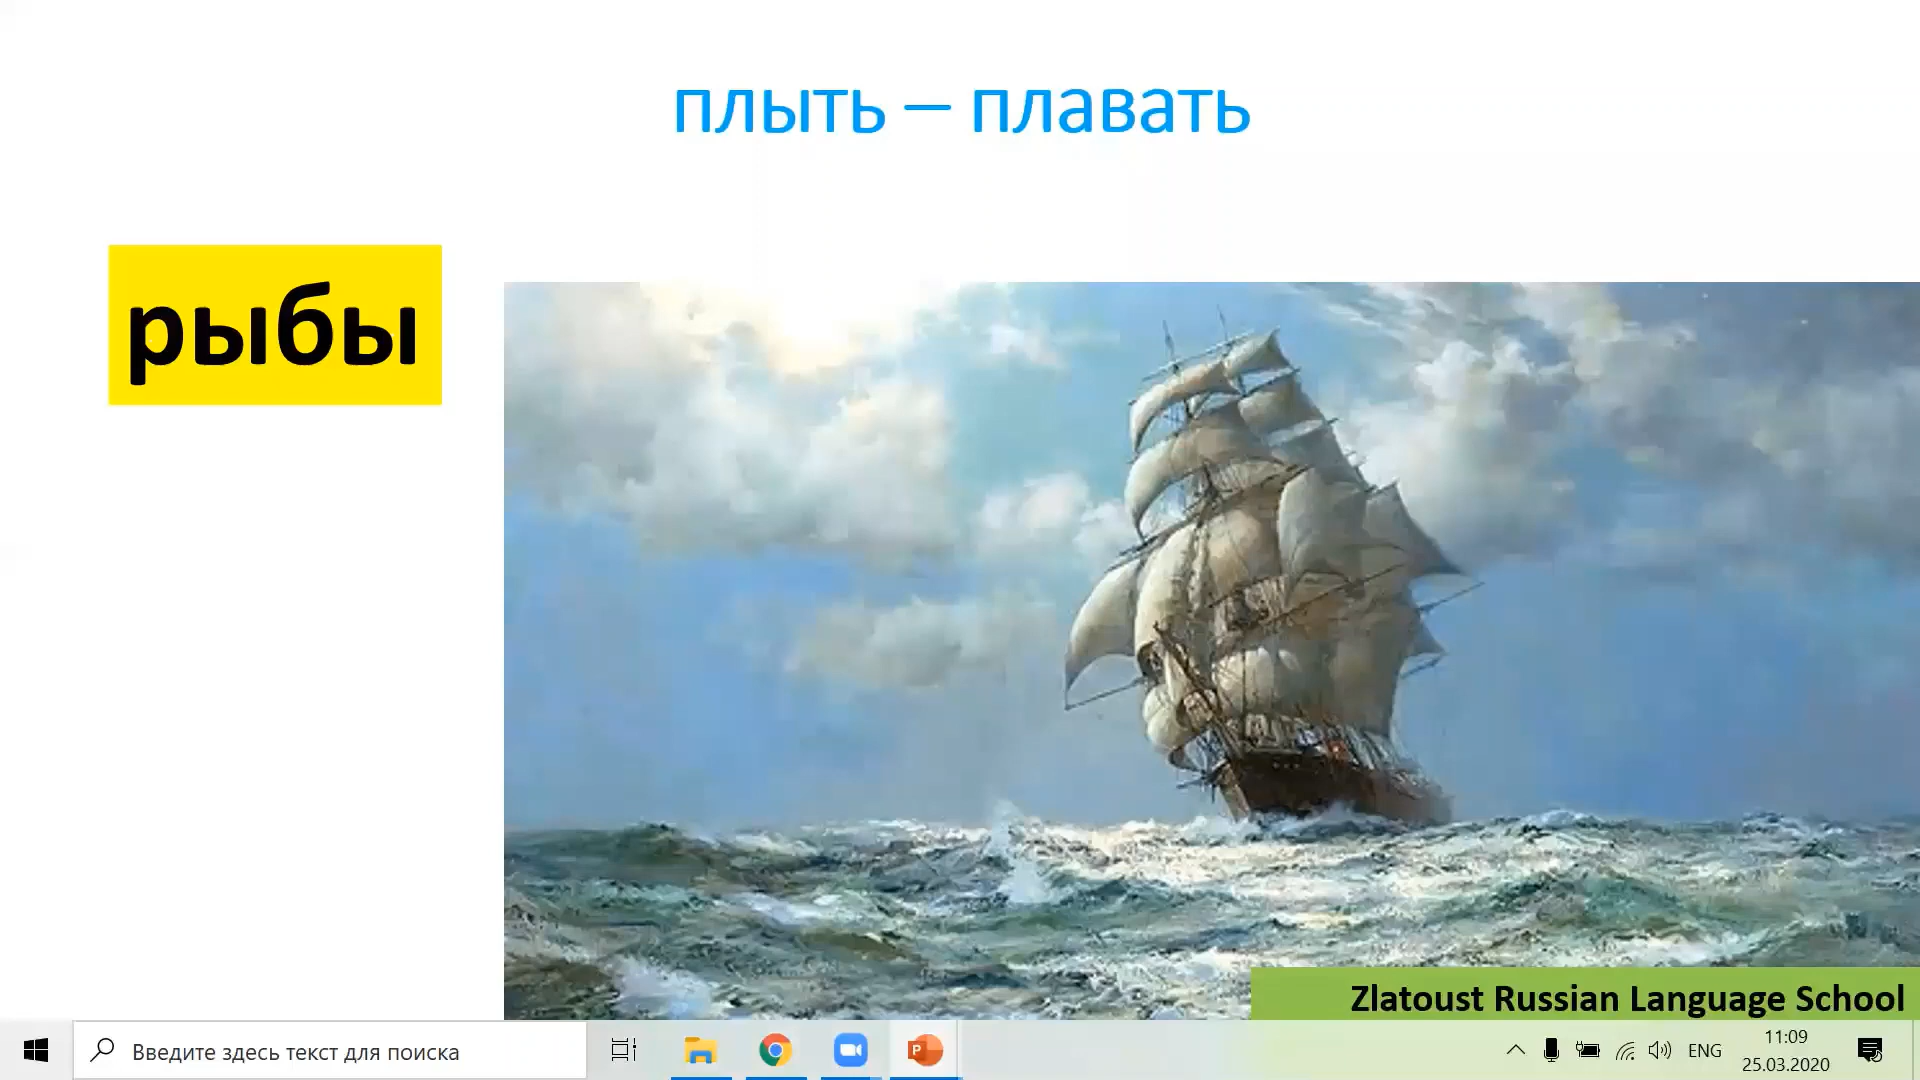 плыть – плавать
рыбы
Zlatoust Russian Language School
Введите здесь текст для поиска
ENG
11:09
25.03.2020